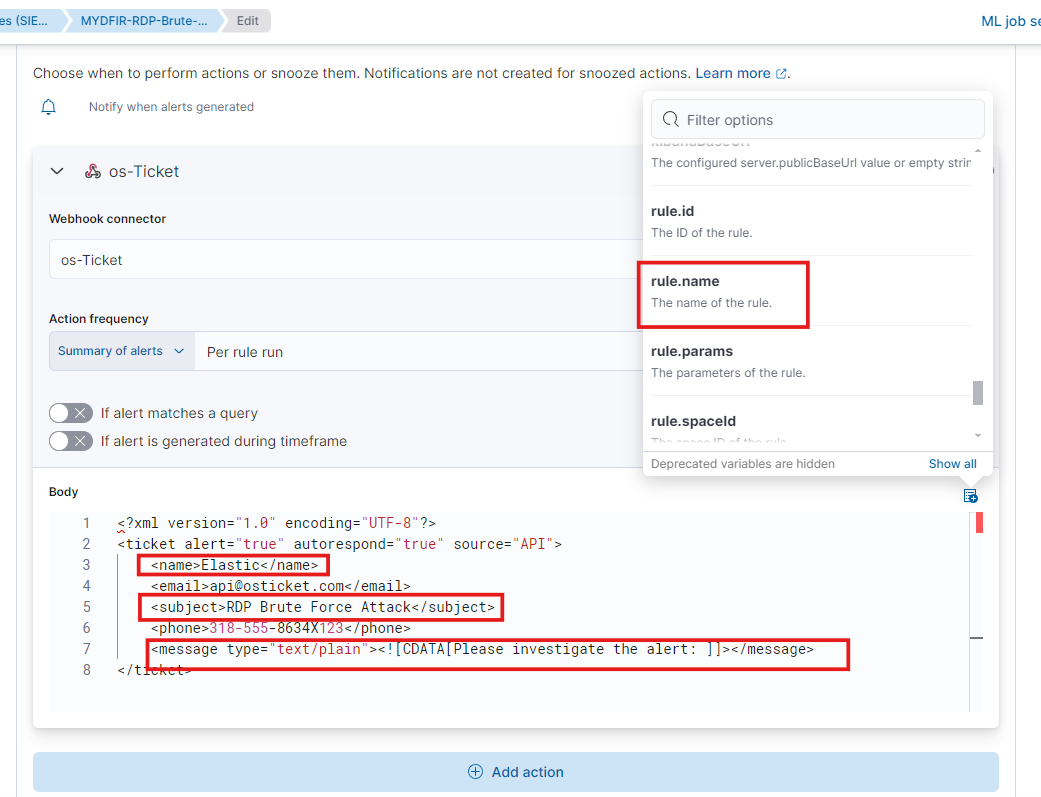 es (SIE...
MYDFIR-RDP-Brute-...
Edit
ML job se
Choose when to perform actions or snooze them. Notifications are not created for snoozed actions. Learn more.
Notify when alerts generated
os-Ticket
Webhook connector
os-Ticket
Action frequency
Summary of alerts
Per rule run
If alert matches a query
If alert is generated during timeframe
Filter options
kibanaBaseUrl
The configured server.publicBaseUrl value or empty strin
rule.id
The ID of the rule.
rule.name
The name of the rule.
rule.params
The parameters of the rule.
rule.spaceId
The space ID of the rule.
Deprecated variables are hidden
Show all
Body
1 <?xml version="1.0" encoding="UTF-8"?>
2 <ticket alert="true" autorespond="true" source="API">
3 <name>Elastic</name>
4 <email>api@osticket.com</email>
5 <subject>RDP Brute Force Attack</subject>
6 <phone>318-555-8634X123</phone>
7 <message type="text/plain"><![CDATA[Please investigate the alert: ]]></message>
8 </ticket>
Add action